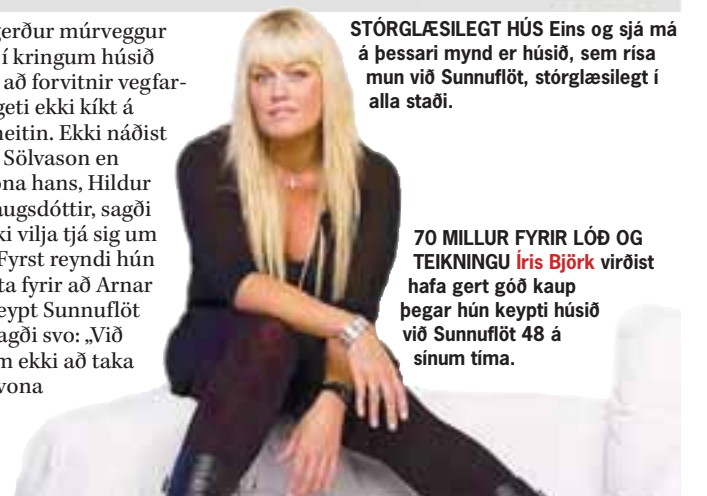 gerður múrveggur
í kringum húsið
að forvitnir vegfar-
geti ekki kíkt á
heitin. Ekki náðist
Sölvason en
na hans, Hildur
augsdóttir, sagði
ki vilja tjá sig um
Fyrst reyndi hún
ta fyrir að Arnar
eypt Sunnuflöt
agði svo: „Við
m ekki að taka
vona
STÓRGLÆSILEGT HÚS Eins og sjá má
á þessari mynd er húsið, sem rísa
mun við Sunnuflöt, stórglæsilegt í
alla staði.
70 MILLUR FYRIR LÓÐ OG
TEIKNINGU Íris Björk virðist
hafa gert góð kaup
þegar hún keypti húsið
við Sunnuflöt 48 á
sínum tíma.